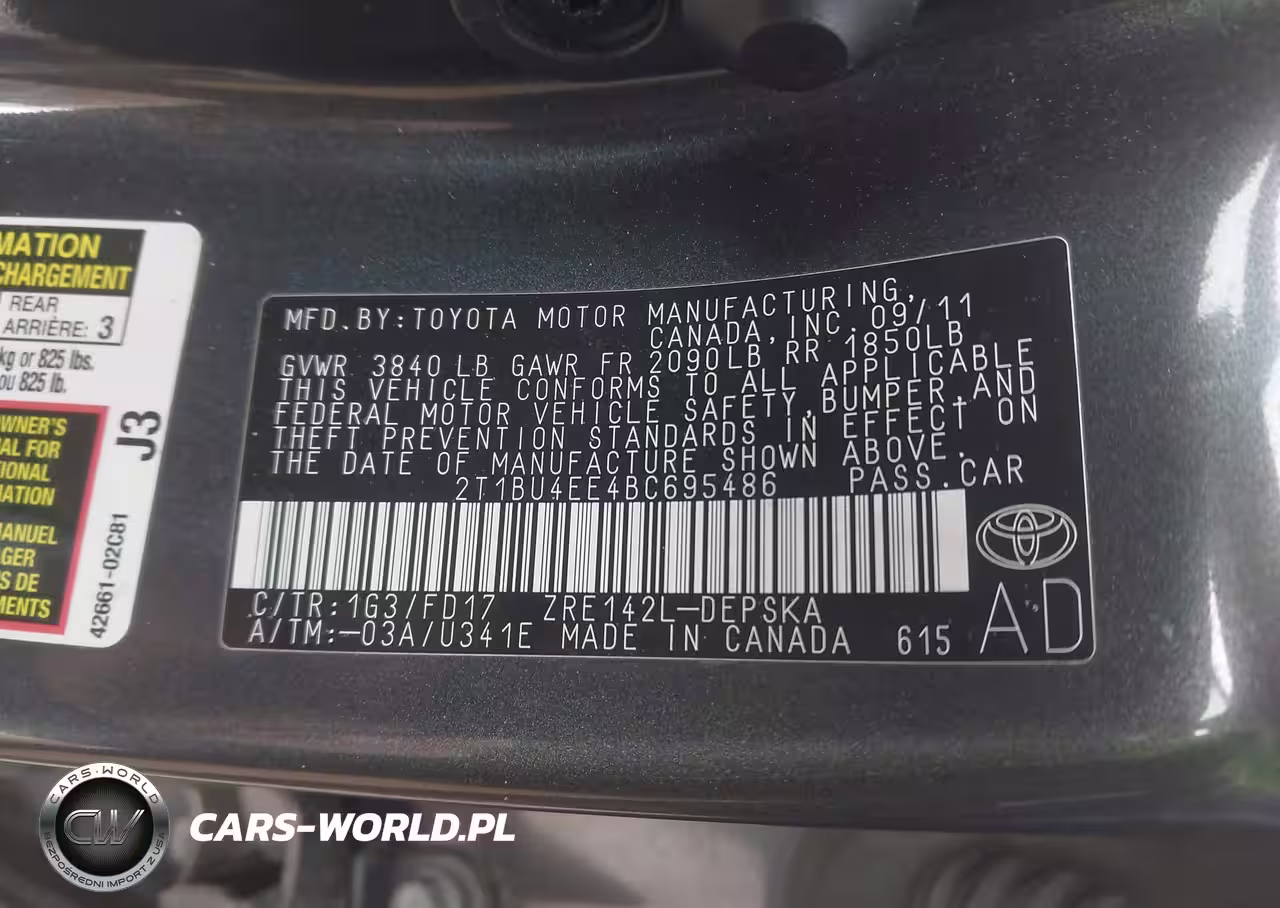 MATION
CHARGEMENT
REAR
ARRIÈRE: 3
kg or 825 lbs.
ou 825 lb.
OWNER'S
AL FOR
TIONAL
MATION
MANUEL
S DE
MENTS
J3
42661-02C81
MFD.BY:TOYOTA MOTOR MANUFACTURING,
CANADA,INC. 09/11
GVWR 3840 LB GAWR FR 2090LB RR 1850LB
THIS VEHICLE CONFORMS TO ALL APPLICABLE
FEDERAL MOTOR VEHICLE SAFETY,BUMPER,AND
THEFT PREVENTION STANDARDS IN EFFECT ON
THE DATE OF MANUFACTURE SHOWN ABOVE.
2T1BU4EE4BC695486 PASS.CAR
C/TR:1G3/FD17 ZRE142L-DEPSKA
A/TM:-03A/U341E MADE IN CANADA 615
AD
CARS-WORLD
CW
BEZPOŚREDNI IMPORT Z USA
CARS-WORLD.PL